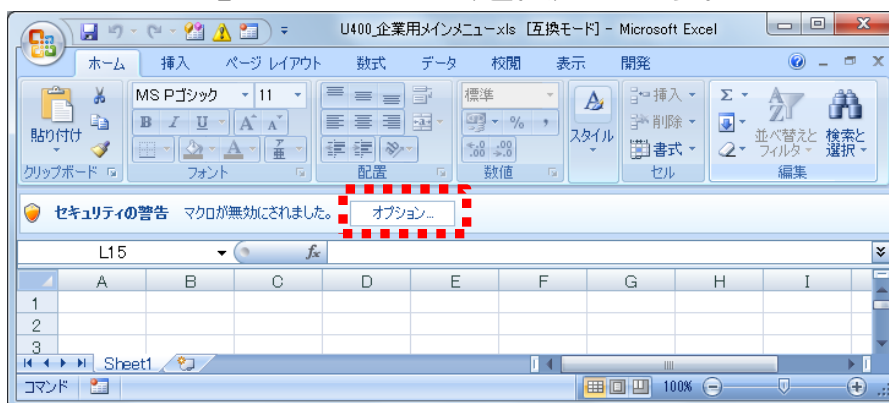 U400_企業用メインメニュー.xls [互換モード] - Microsoft Excel
ホーム 挿入 ページ レイアウト 数式 データ 校閲 表示 開発
MS Pゴシック 11 標準 挿入 Σ
B I U A A % , 削除
貼り付け A A 亜 .0 .00 .00 .0 スタイル 書式 並べ替えと フィルタ 検索と 選択
クリップボード フォント 配置 数値 セル 編集
セキュリティの警告 マクロが無効にされました。 オプション...
L15 fx
A B C D E F G H I
1
2
3
Sheet1
コマンド 100%